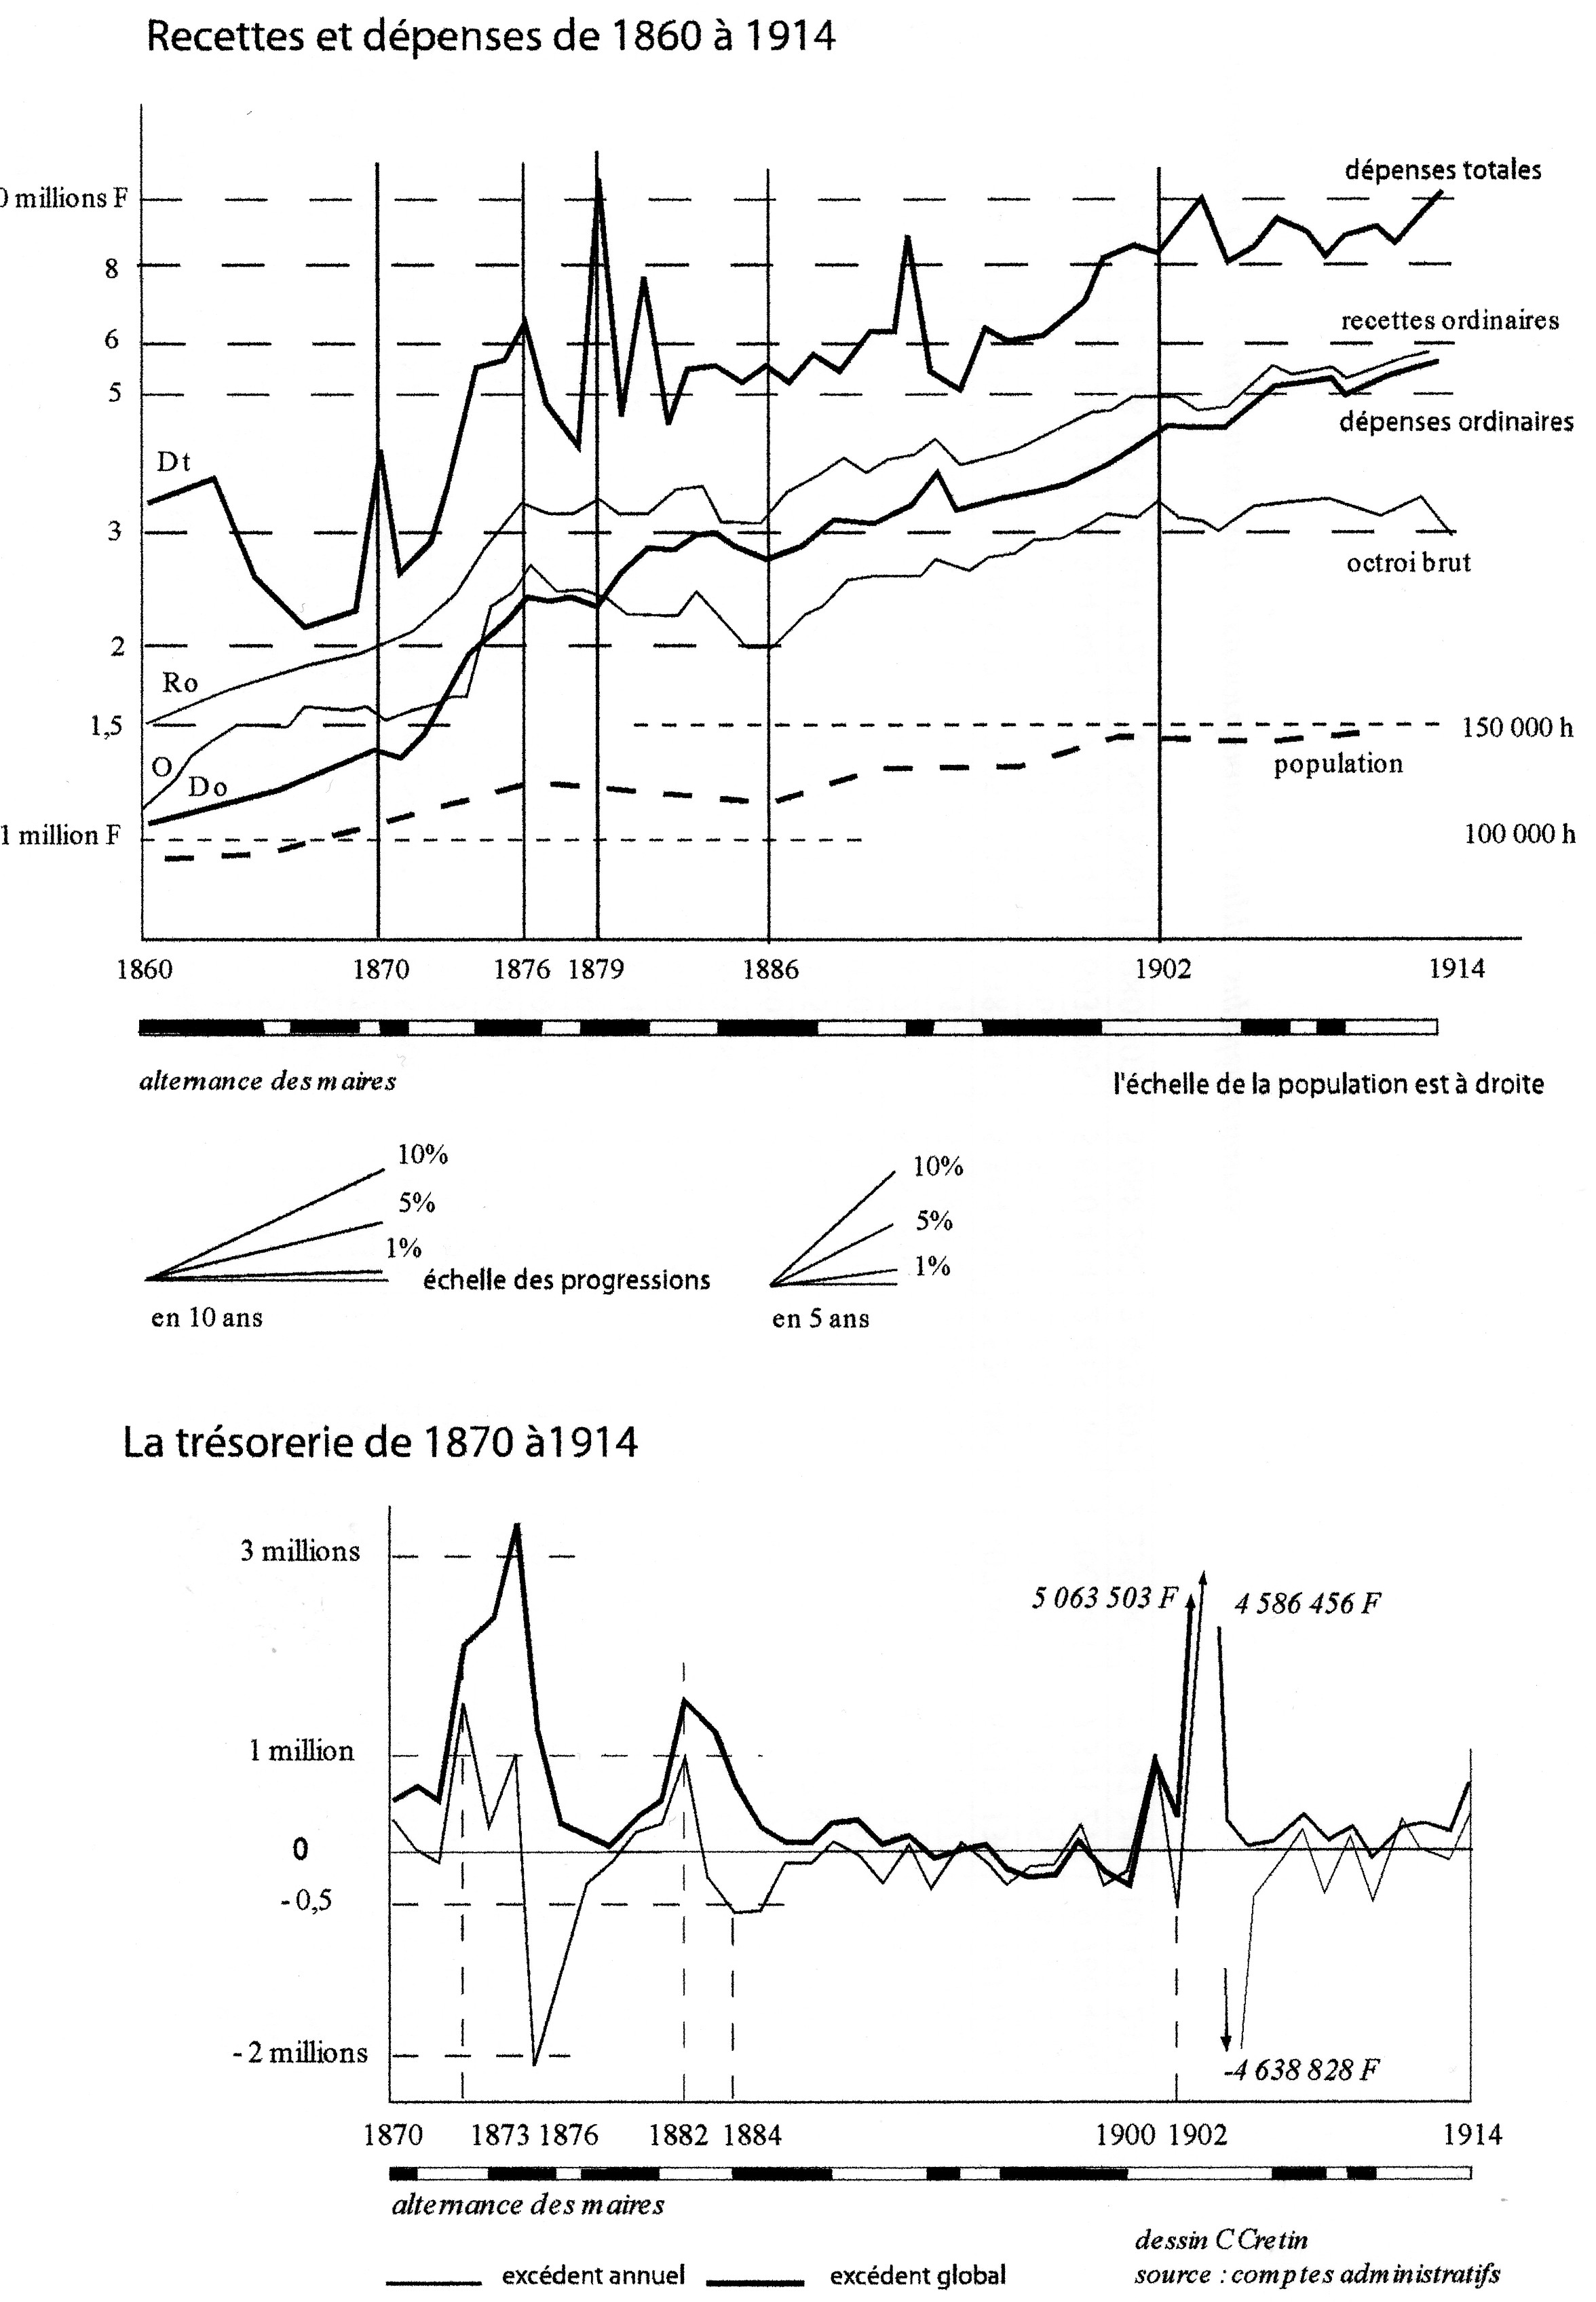 Recettes et dépenses de 1860 à 1914
dépenses totales
0 millions F
8
6
recettes ordinaires
5
dépenses ordinaires
Dt
3
octroi brut
2
Ro
1,5
150 000 h
O
Do
population
1 million F
100 000 h
1860 1870 1876 1879 1886 1902 1914
alternance des maires
l'échelle de la population est à droite
10%
5%
1%
échelle des progressions
en 10 ans
10%
5%
1%
en 5 ans
La trésorerie de 1870 à1914
3 millions
5 063 503 F
4 586 456 F
1 million
0
- 0,5
- 2 millions
-4 638 828 F
1870 1873 1876 1882 1884 1900 1902 1914
alternance des maires
dessin C Cretin
excédent annuel excédent global
source : comptes administratifs